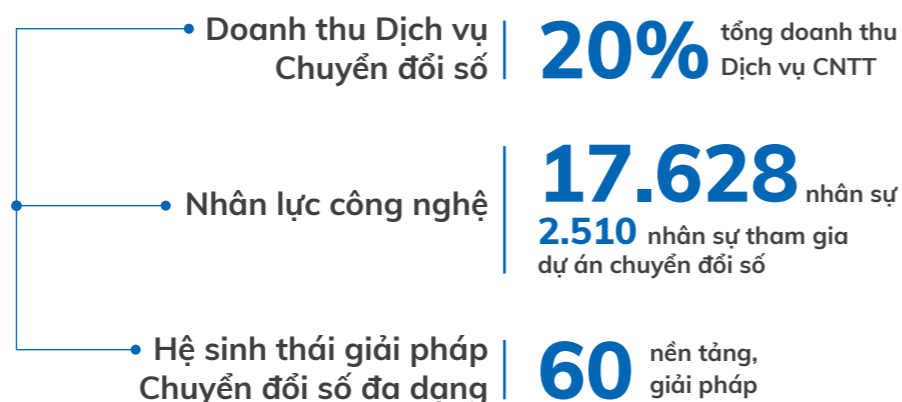 Doanh thu Dịch vụ
Chuyển đổi số
20% tổng doanh thu
Dịch vụ CNTT
Nhân lực công nghệ
17.628 nhân sự
2.510 nhân sự tham gia
dự án chuyển đổi số
Hệ sinh thái giải pháp
Chuyển đổi số đa dạng
60 nền tảng,
giải pháp